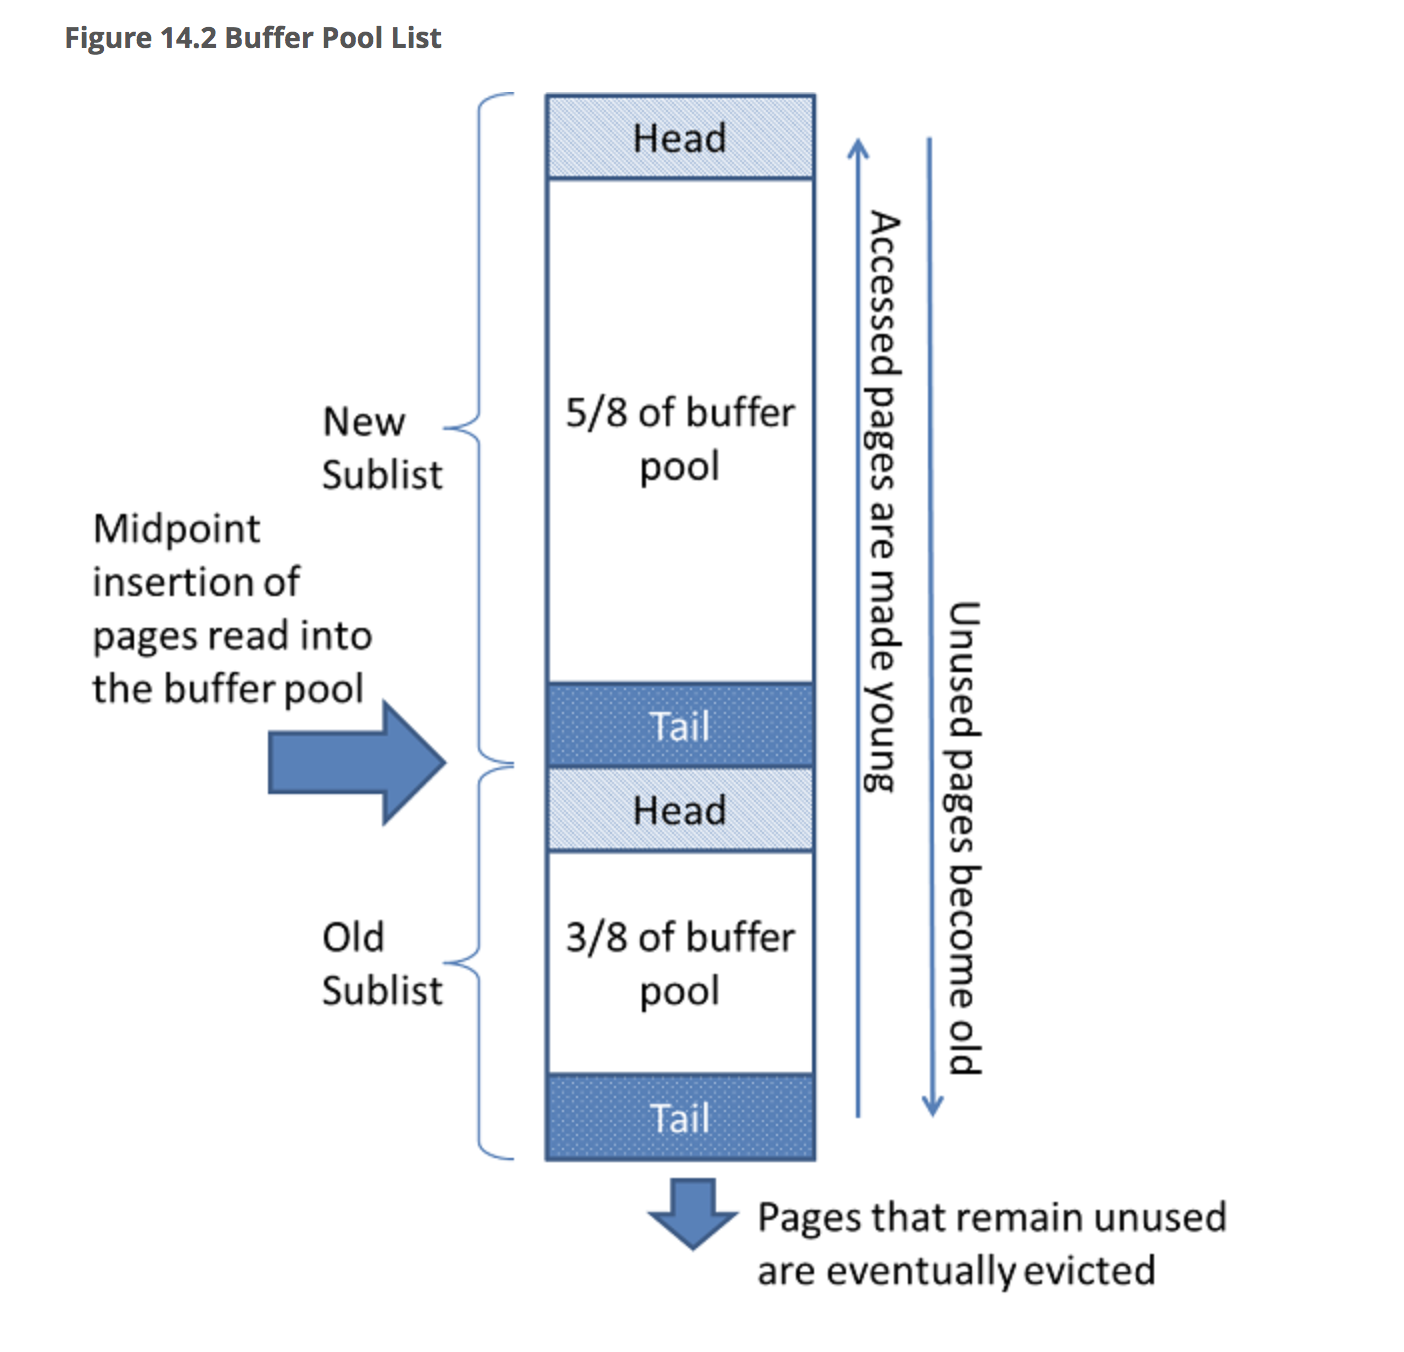 Figure 14.2 Buffer Pool List
Head
5/8 of buffer
pool
New
Sublist
Midpoint
insertion of
pages read into
the buffer pool
Tail
Head
Old
Sublist
3/8 of buffer
pool
Tail
Accessed pages are made young
Unused pages become old
Pages that remain unused
are eventually evicted